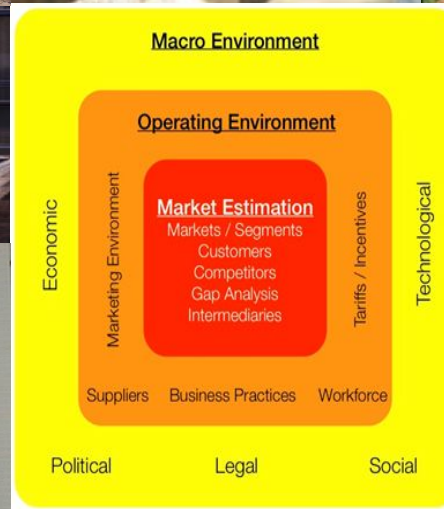 Macro Environment
Operating Environment
Market Estimation
Markets / Segments
Customers
Competitors
Gap Analysis
Intermediaries
Economic
Marketing Environment
Tariffs / Incentives
Technological
Suppliers Business Practices Workforce
Political Legal Social